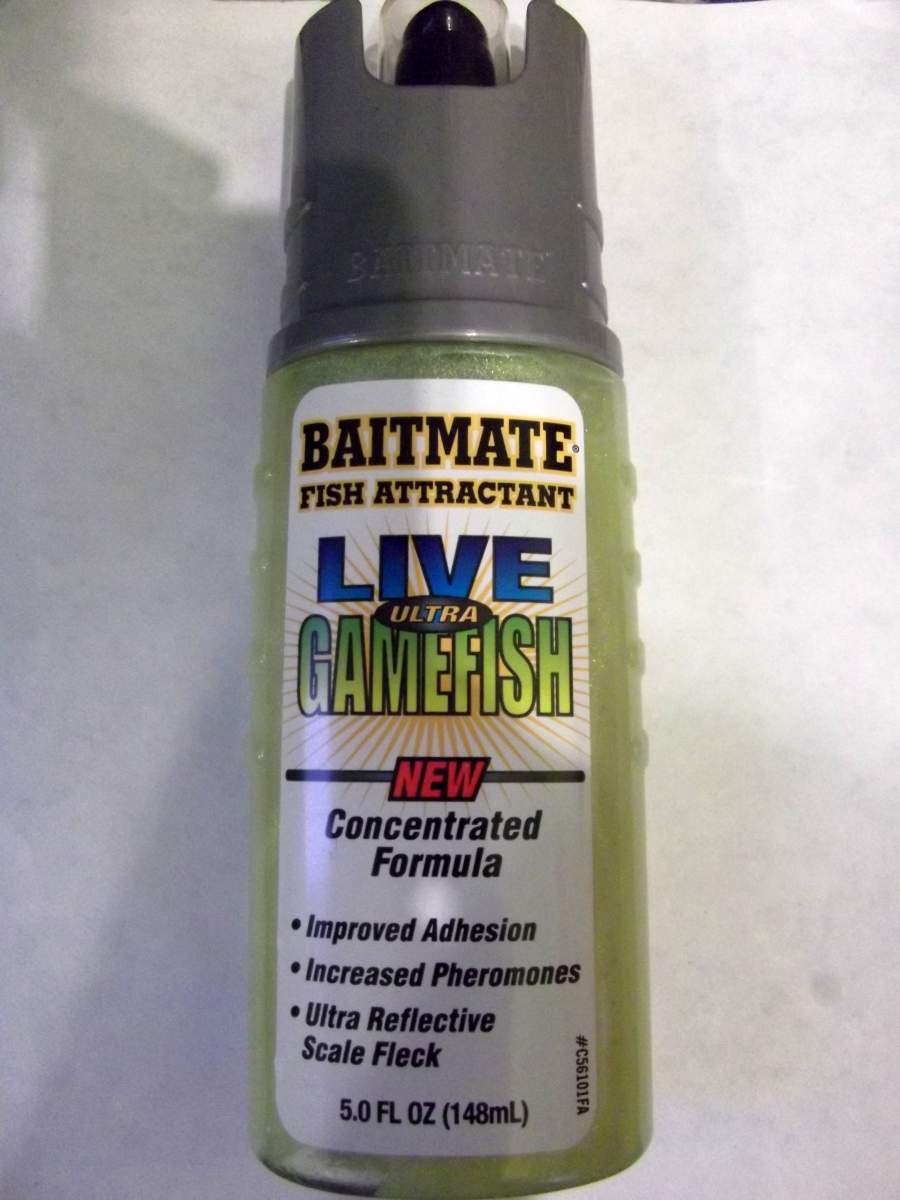 BAITMATE
BAITMATE®
FISH ATTRACTANT
LIVE
ULTRA
GAMEFISH
NEW
Concentrated
Formula
• Improved Adhesion
• Increased Pheromones
• Ultra Reflective
Scale Fleck
#C56101FA
5.0 FL OZ (148mL)